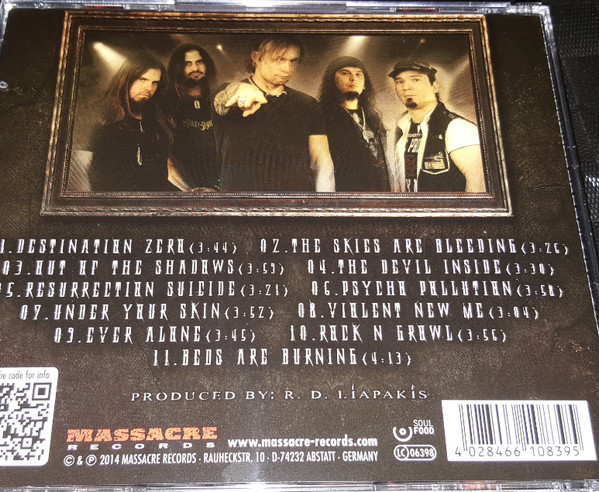 1. DESTINATION ZERO (3:44) 02. THE SKIES ARE BLEEDING (3:26)
03. OUT OF THE SHADOWS (3:59) 04. THE DEVIL INSIDE (3:30)
05. RESURRECTION SUICIDE (3:21) 06. PSYCHO POLLUTION (3:58)
07. UNDER YOUR SKIN (3:52) 08. VIOLENT NEW ME (3:04)
09. EVER ALONE (3:45) 10. ROCK N GROWL (3:56)
11. BEDS ARE BURNING (4:13)
the code for info
PRODUCED BY: R. D. LIAPAKIS
MASSACRE
RECORDS
www.massacre-records.com
SOUL
FOOD
LC 06398
4 028466 108395
© & ℗ 2014 MASSACRE RECORDS - RAUHECKSTR. 10 - D-74232 ABSTATT - GERMANY